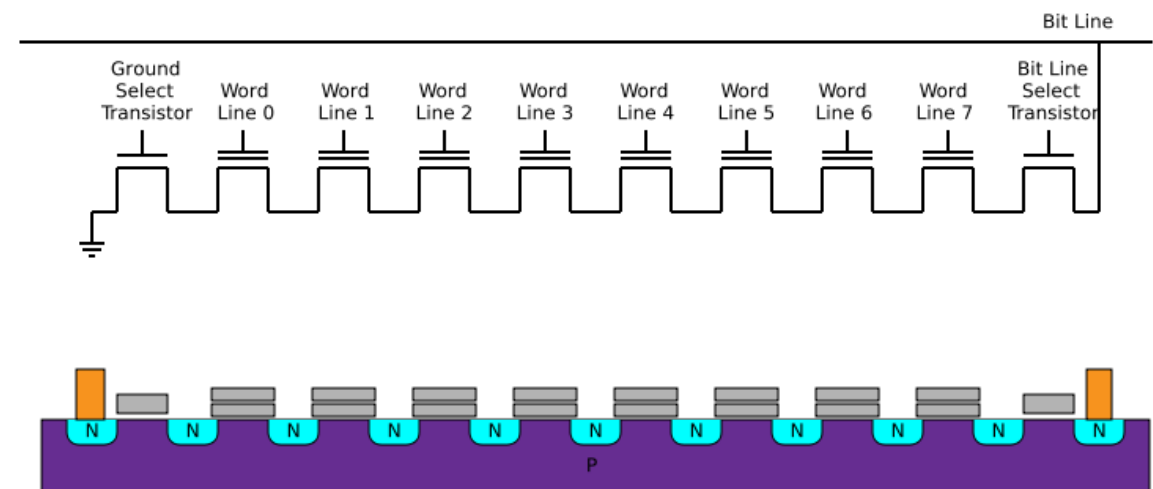 Bit Line
Ground
Select
Transistor
Word
Line 0
Word
Line 1
Word
Line 2
Word
Line 3
Word
Line 4
Word
Line 5
Word
Line 6
Word
Line 7
Bit Line
Select
Transistor
N
N
N
N
N
N
N
N
N
N
N
P